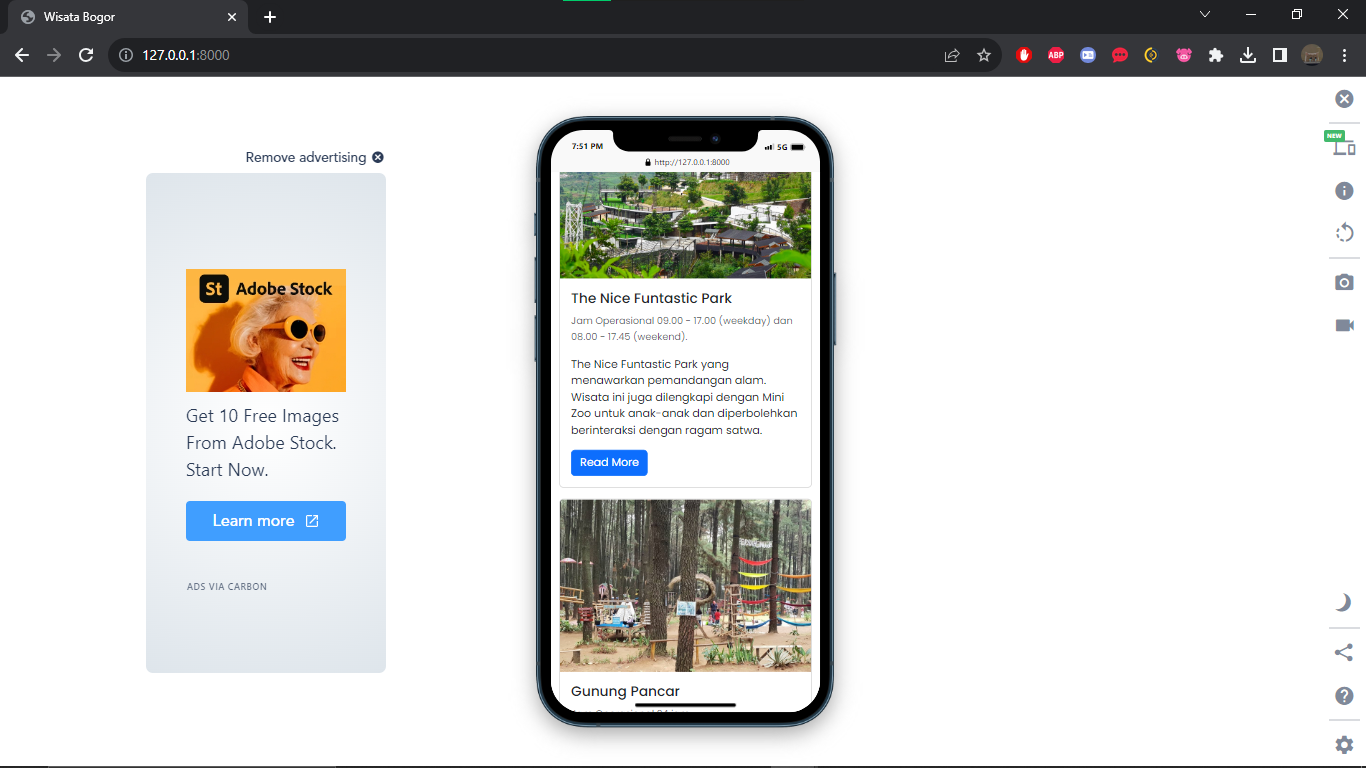 Wisata Bogor
127.0.0.1:8000
ABP
NEW
Remove advertising
St Adobe Stock
Get 10 Free Images
From Adobe Stock.
Start Now.
Learn more
ADS VIA CARBON
7:51 PM
5G
http://127.0.0.1:8000
The Nice Funtastic Park
Jam Operasional 09.00 - 17.00 (weekday) dan
08.00 - 17.45 (weekend).
The Nice Funtastic Park yang
menawarkan pemandangan alam.
Wisata ini juga dilengkapi dengan Mini
Zoo untuk anak-anak dan diperbolehkan
berinteraksi dengan ragam satwa.
Read More
Gunung Pancar